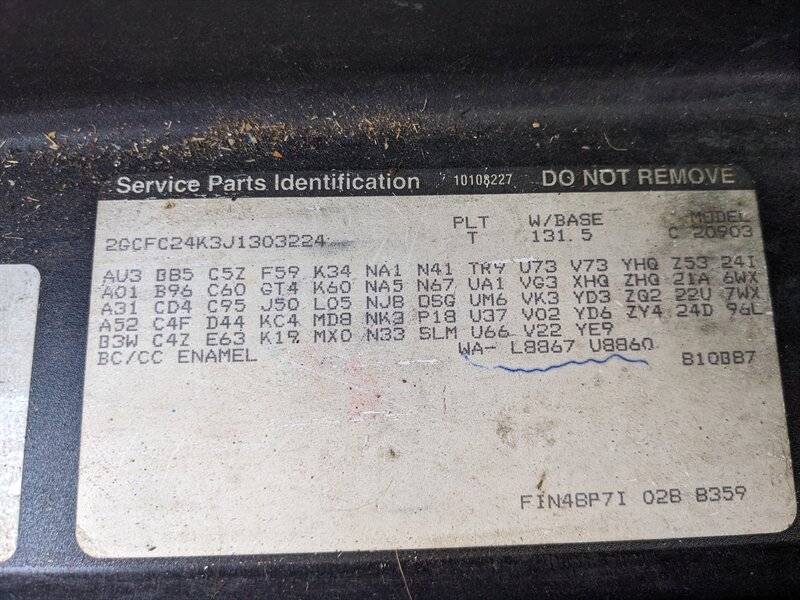 Service Parts Identification 10108227 DO NOT REMOVE
PLT W/BASE MODEL
2GCFC24K3J1303224 T 131.5 C 20903
AU3 BB5 C5Z F59 K34 NA1 N41 TR9 U73 V73 YHQ Z53 24I
A01 B96 C60 GT4 K60 NA5 N67 UA1 VG3 XHQ ZHQ 21A 6WX
A31 CD4 C95 J50 L05 NJB D5G UM6 VK3 YD3 ZQ2 22U 7WX
A52 C4F D44 KC4 MD8 NK3 P18 U37 V02 YD6 ZY4 24D 96L
B3W C4Z E63 K19 MX0 N33 SLM U66 V22 YE9
BC/CC ENAMEL WA- L8867 U8860 B10BB7
FIN48P7I 02B 8359